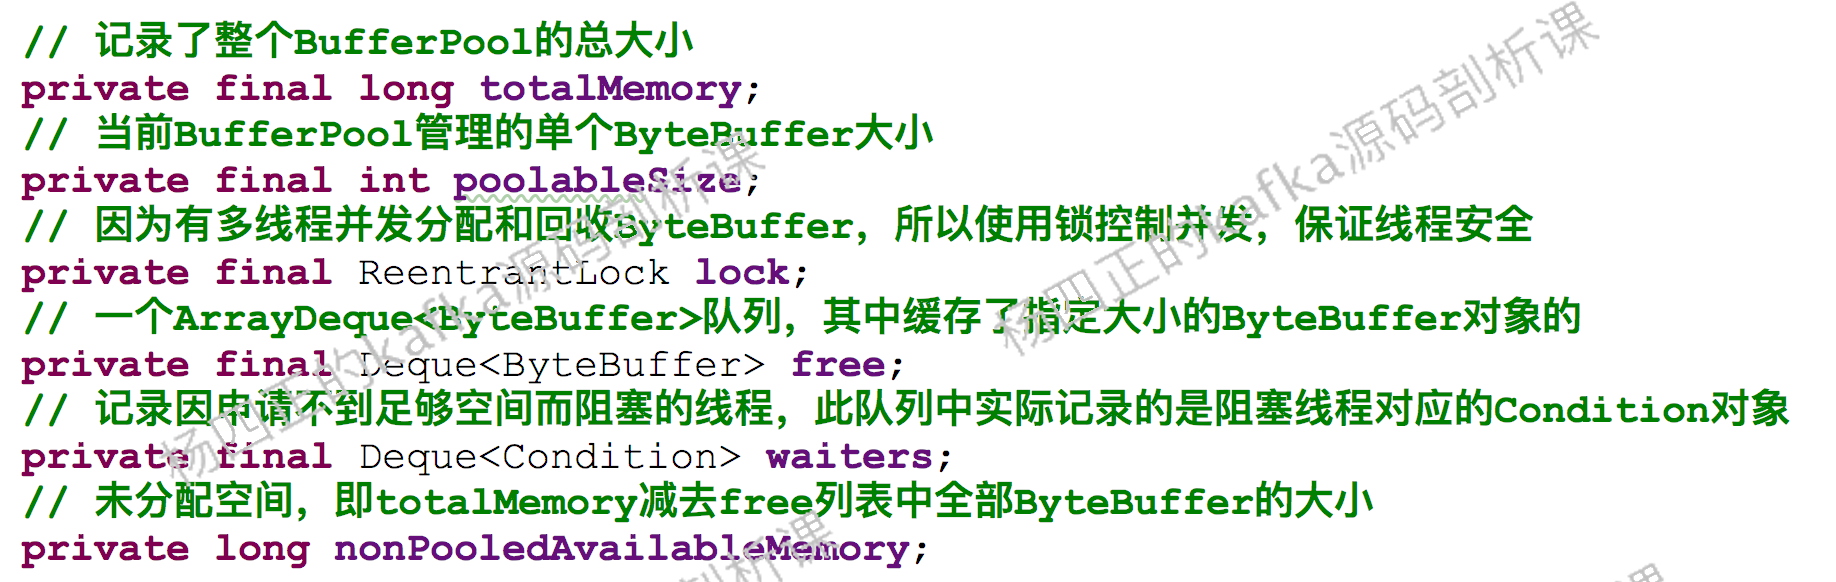 // 记录了整个BufferPool的总大小
private final long totalMemory;
// 当前BufferPool管理的单个ByteBuffer大小
private final int poolableSize;
// 因为有多线程并发分配和回收ByteBuffer，所以使用锁控制并发，保证线程安全
private final ReentrantLock lock;
// 一个ArrayDeque<ByteBuffer>队列，其中缓存了指定大小的ByteBuffer对象的
private final Deque<ByteBuffer> free;
// 记录因申请不到足够空间而阻塞的线程，此队列中实际记录的是阻塞线程对应的Condition对象
private final Deque<Condition> waiters;
// 未分配空间，即totalMemory减去free列表中全部ByteBuffer的大小
private long nonPooledAvailableMemory;
杨四正的kafka源码剖析课
杨四正的kafka源码剖析课
剖析课